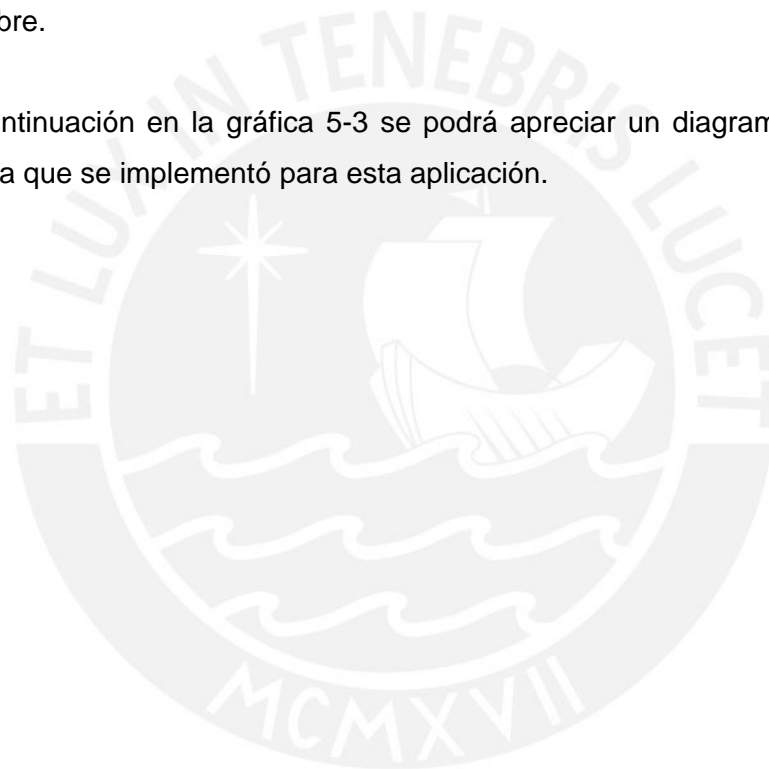 bre.
ntinuación en la gráfica 5-3 se podrá apreciar un diagram
a que se implementó para esta aplicación.
ET LUX IN TENEBRIS LUCET
MCMXVII